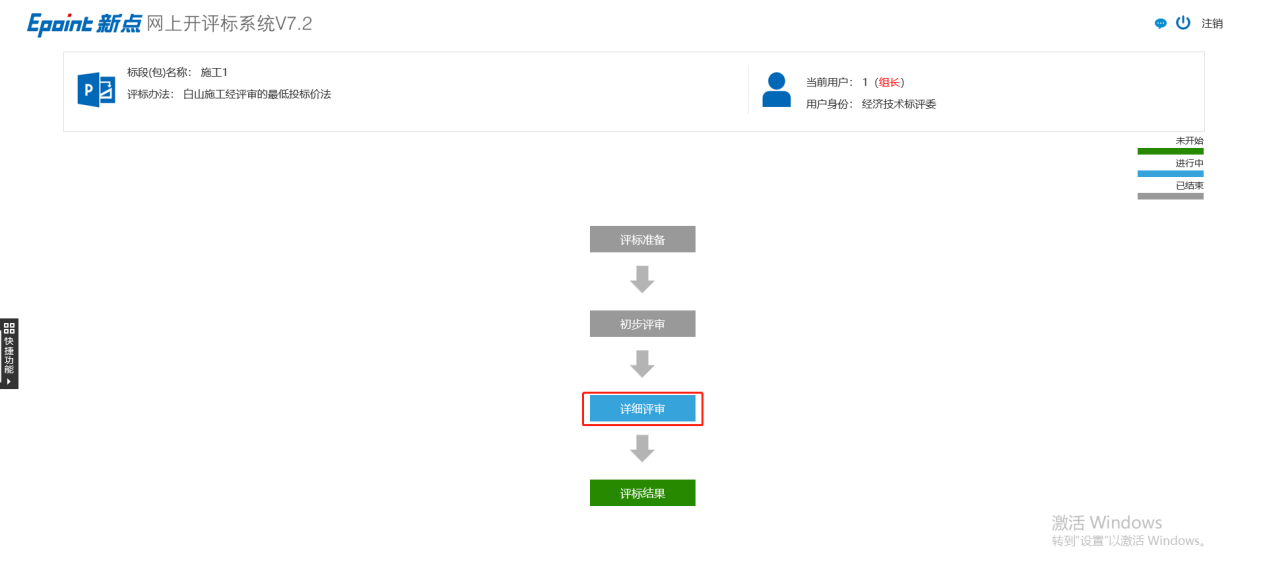 Epoint 新点 网上开评标系统V7.2
注销
标段(包)名称： 施工1
评标办法： 白山施工经评审的最低投标价法
当前用户： 1（组长）
用户身份： 经济技术标评委
未开始
进行中
已结束
评标准备
初步评审
快捷功能
详细评审
评标结果
激活 Windows
转到"设置"以激活 Windows。